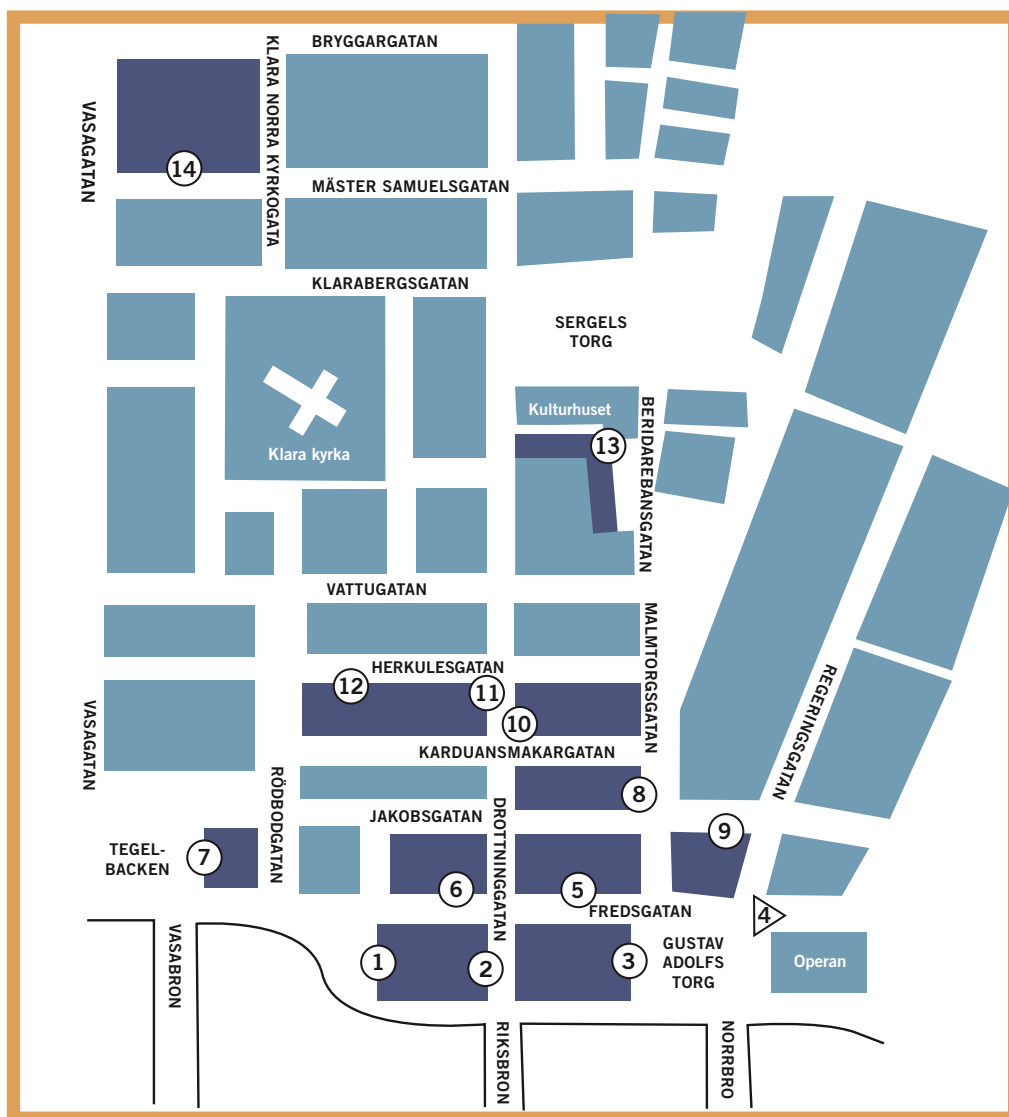 BRYGGARGATAN
KLARA NORRA KYRKOGATA
VASAGATAN
14
MÄSTER SAMUELSGATAN
KLARABERGSGATAN
SERGELS
TORG
Kulturhuset
BERIDAREBANSGATAN
13
Klara kyrka
VATTUGATAN
MALMTORGSGATAN
HERKULESGATAN
12
11
10
REGERINGSGATAN
VASAGATAN
KARDUANSMAKARGATAN
RÖDBODGATAN
8
DROTTNINGGATAN
JAKOBSGATAN
9
TEGEL-
BACKEN
7
6
5
FREDSGATAN
4
GUSTAV
ADOLFS
TORG
1
2
3
Operan
VASABRON
RIKSBRON
NORRBRO